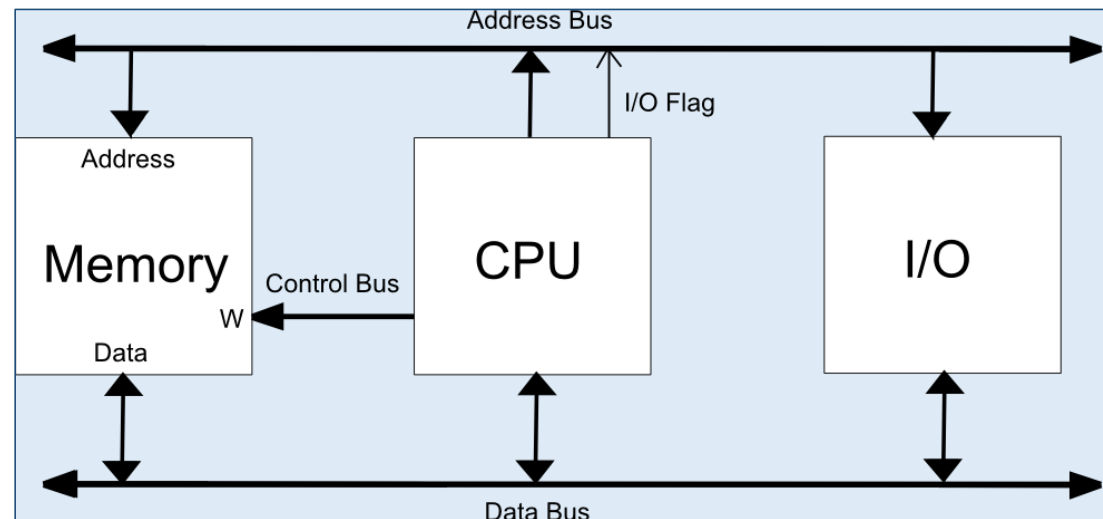 Address Bus
I/O Flag
Address
Memory
CPU
I/O
Control Bus
W
Data
Data Bus